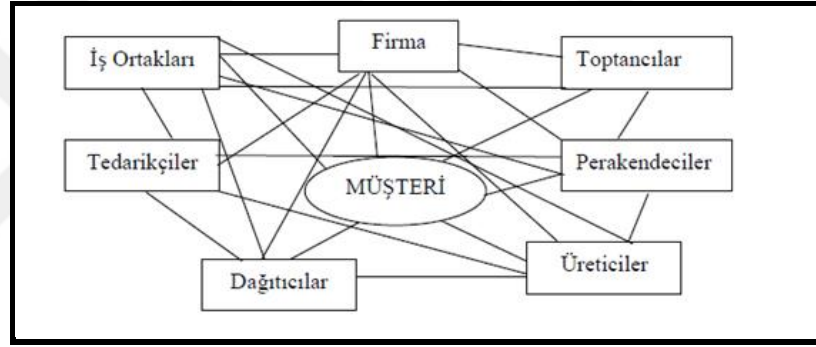 Firma
İş Ortakları
Toptancılar
Tedarikçiler
Perakendeciler
MÜŞTERİ
Üreticiler
Dağıtıcılar